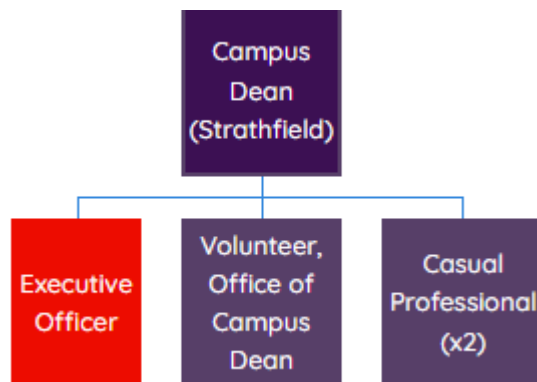 Campus
Dean
(Strathfield)
Executive
Officer
Volunteer,
Office of
Campus
Dean
Casual
Professional
(x2)